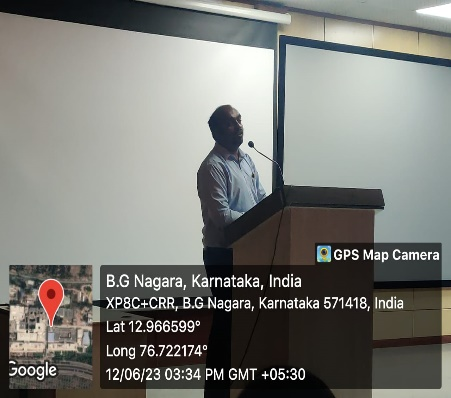 GPS Map Camera
B.G Nagara, Karnataka, India
XP8C+CRR, B.G Nagara, Karnataka 571418, India
Lat 12.966599°
Long 76.722174°
12/06/23 03:34 PM GMT +05:30
Google